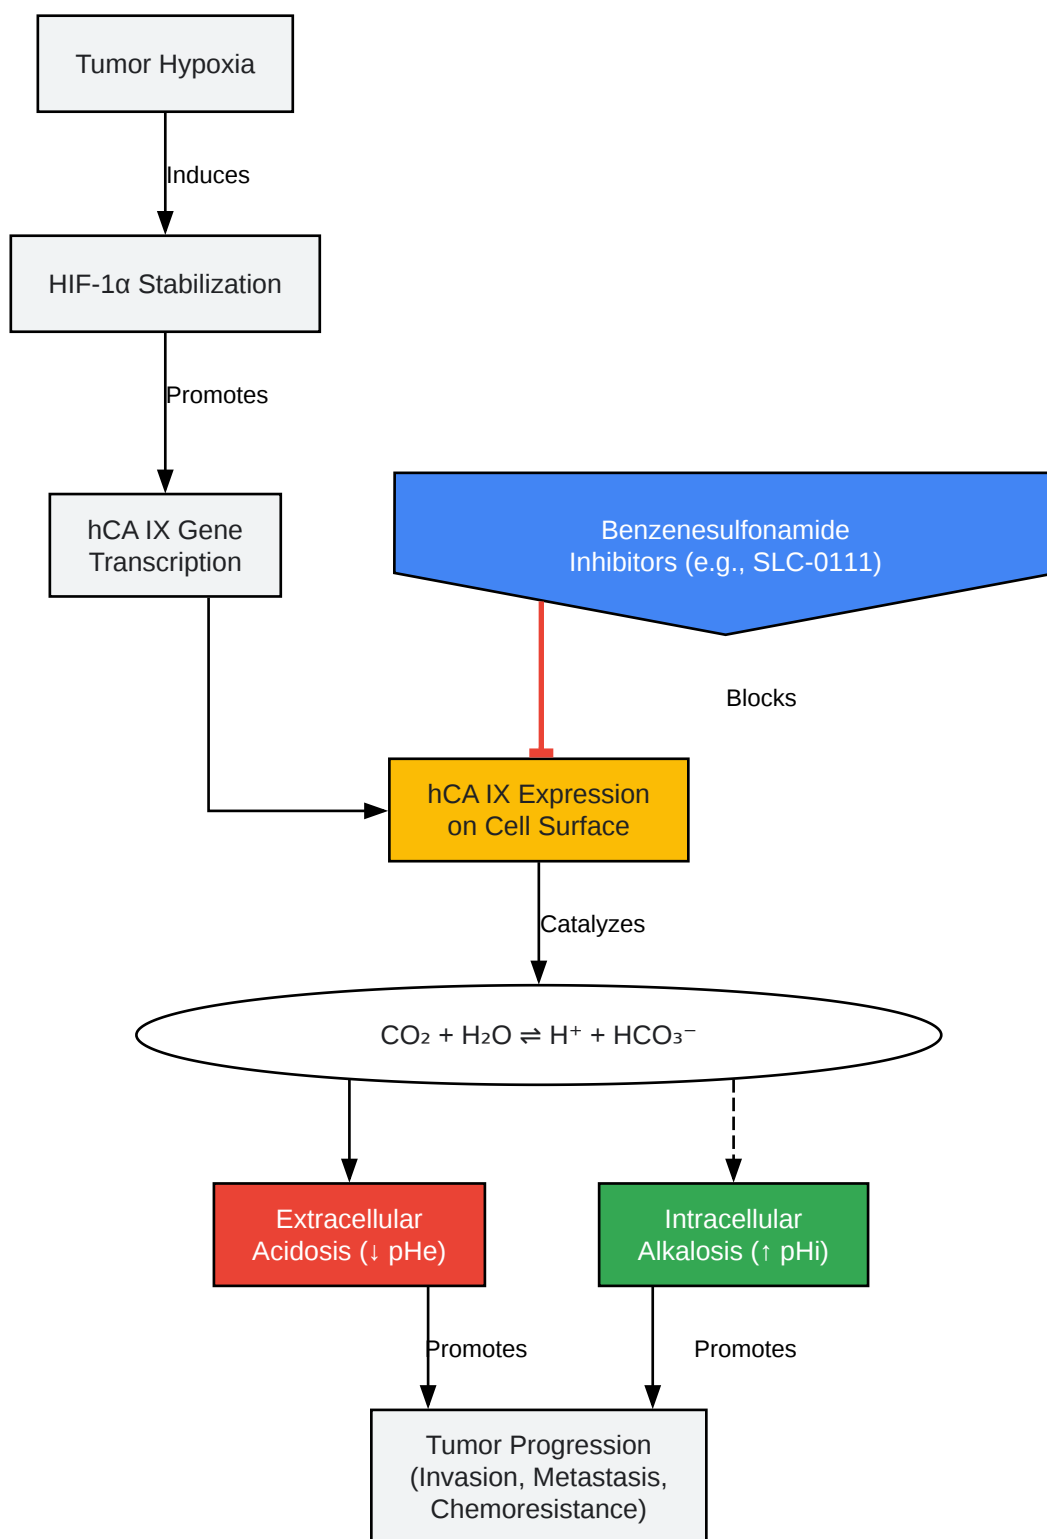 Tumor Hypoxia
Induces
HIF-1α Stabilization
Promotes
hCA IX Gene
Transcription
Benzenesulfonamide
Inhibitors (e.g., SLC-0111)
Blocks
hCA IX Expression
on Cell Surface
Catalyzes
CO₂ + H₂O ⇌ H⁺ + HCO₃⁻
Extracellular
Acidosis (↓ pHe)
Intracellular
Alkalosis (↑ pHi)
Promotes
Promotes
Tumor Progression
(Invasion, Metastasis,
Chemoresistance)